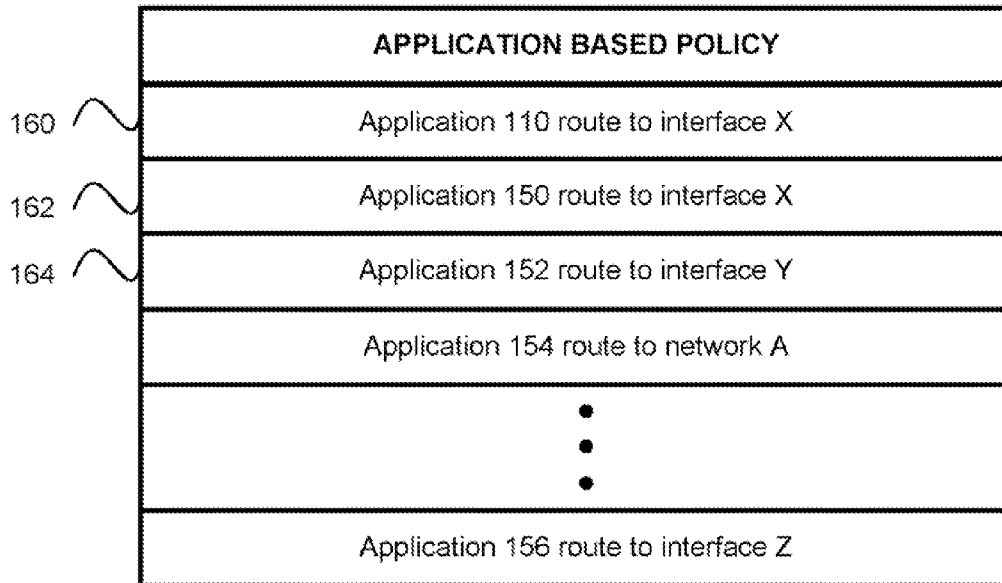 APPLICATION BASED POLICY
160 Application 110 route to interface X
162 Application 150 route to interface X
164 Application 152 route to interface Y
Application 154 route to network A
Application 156 route to interface Z